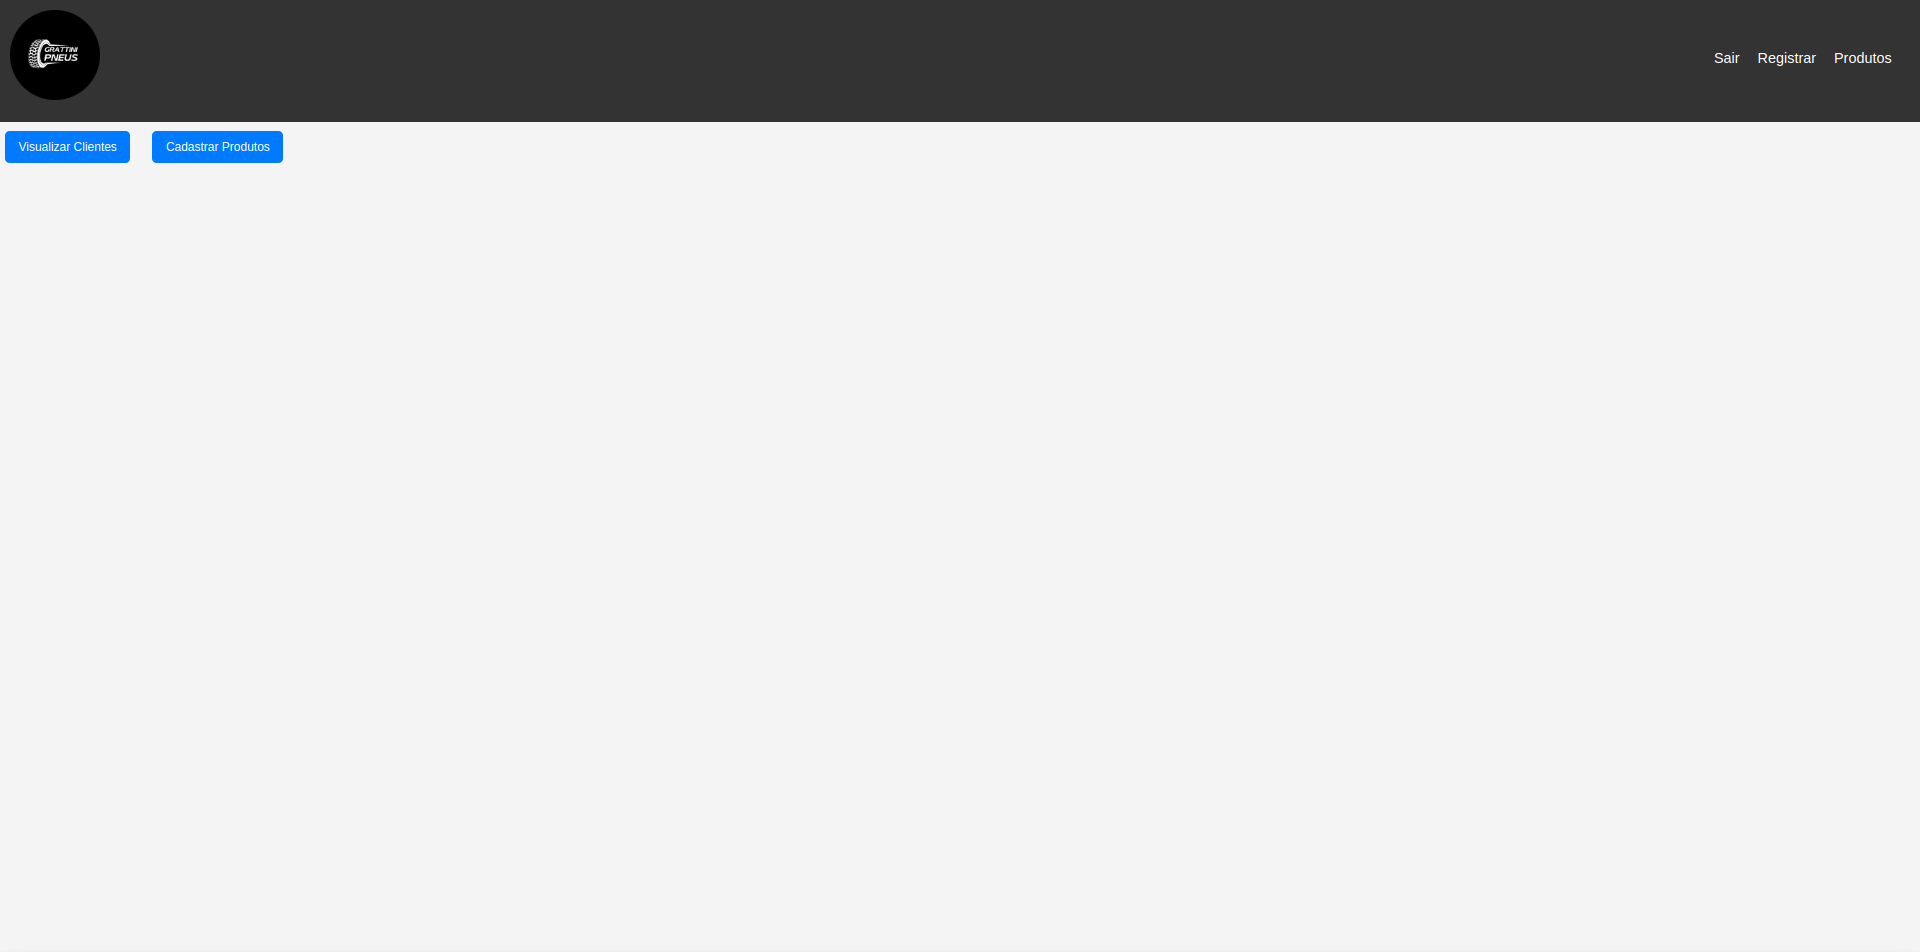 GRATTINI
PNEUS
Sair Registrar Produtos
Visualizar Clientes Cadastrar Produtos